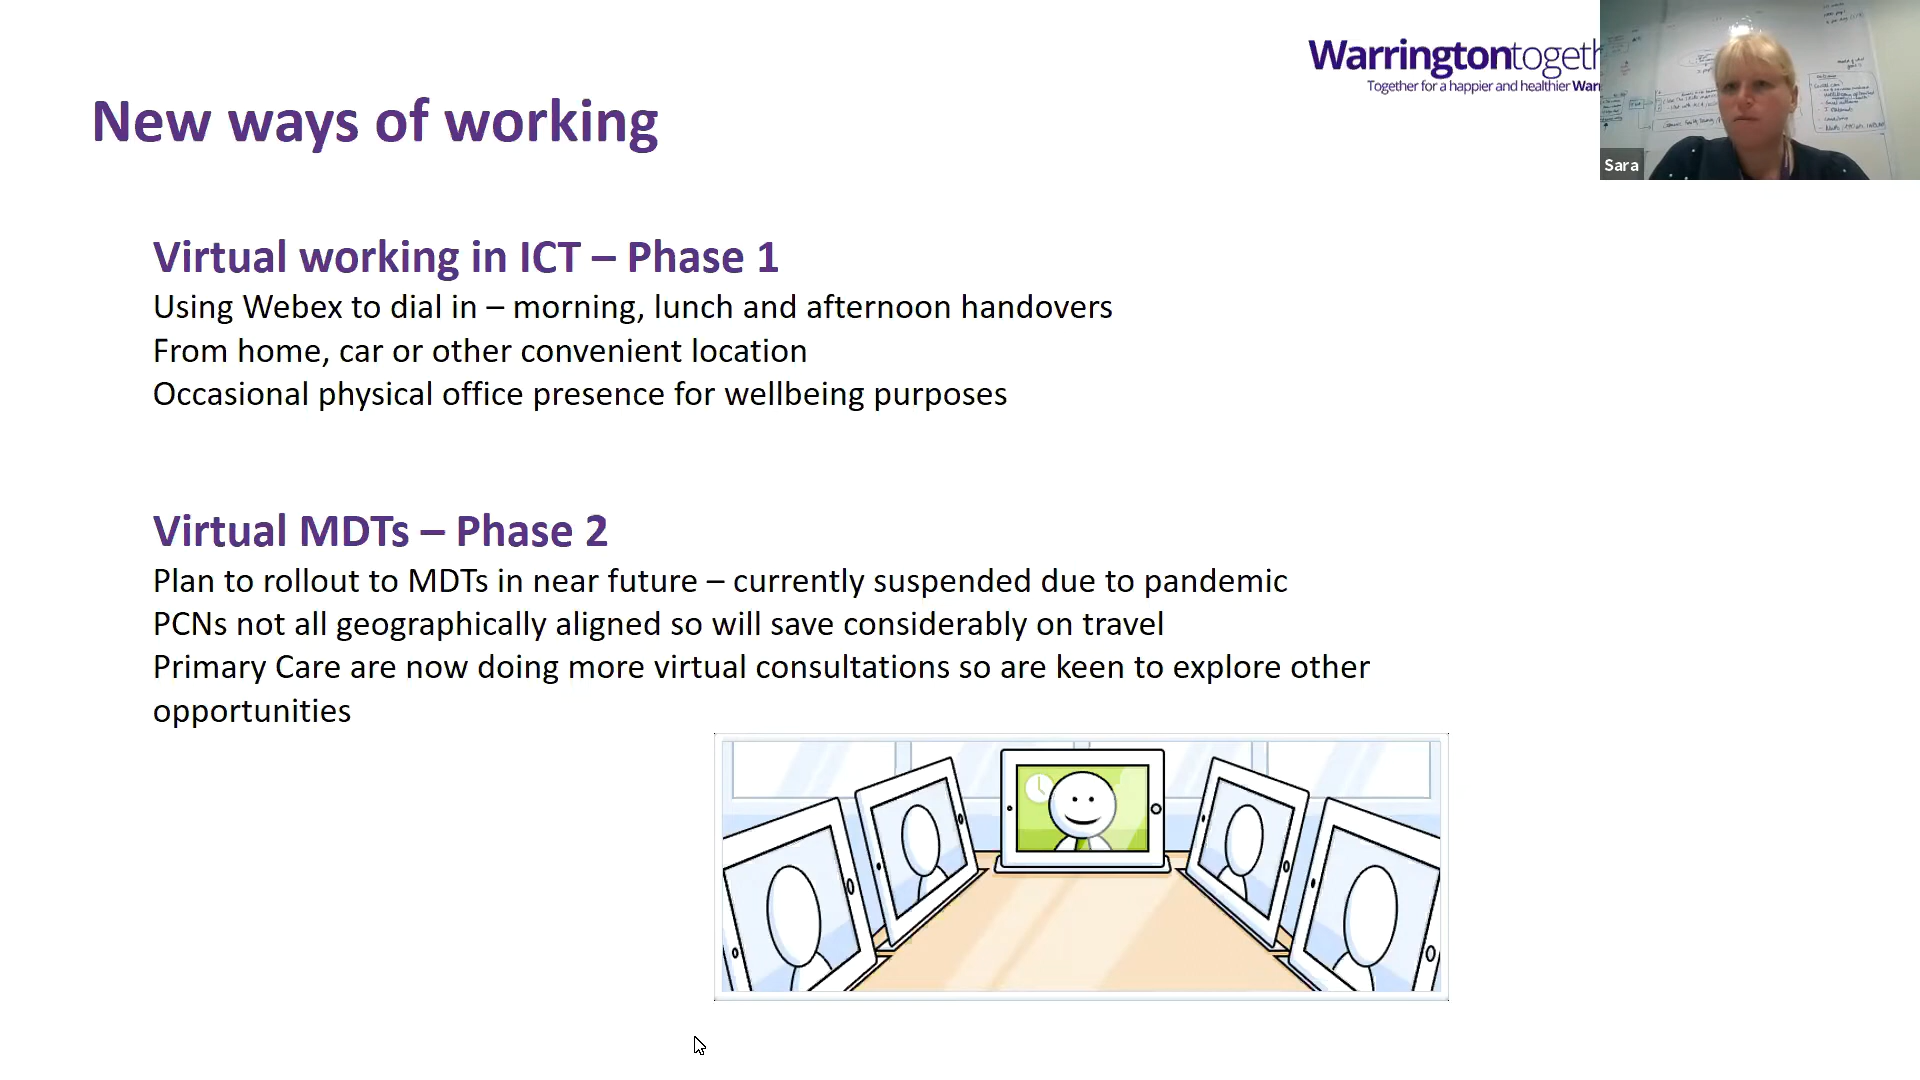 Warringtontogeth
Together for a happier and healthier Warr
New ways of working
Sara
Virtual working in ICT – Phase 1
Using Webex to dial in – morning, lunch and afternoon handovers
From home, car or other convenient location
Occasional physical office presence for wellbeing purposes
Virtual MDTs – Phase 2
Plan to rollout to MDTs in near future – currently suspended due to pandemic
PCNs not all geographically aligned so will save considerably on travel
Primary Care are now doing more virtual consultations so are keen to explore other
opportunities